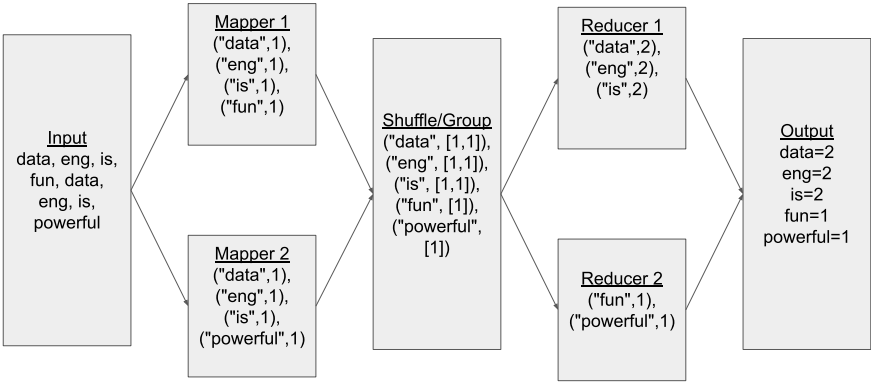 Input
data, eng, is,
fun, data,
eng, is,
powerful
Mapper 1
("data",1),
("eng",1),
("is",1),
("fun",1)
Mapper 2
("data",1),
("eng",1),
("is",1),
("powerful",1)
Shuffle/Group
("data", [1,1]),
("eng", [1,1]),
("is", [1,1]),
("fun", [1]),
("powerful",
[1])
Reducer 1
("data",2),
("eng",2),
("is",2)
Reducer 2
("fun",1),
("powerful",1)
Output
data=2
eng=2
is=2
fun=1
powerful=1